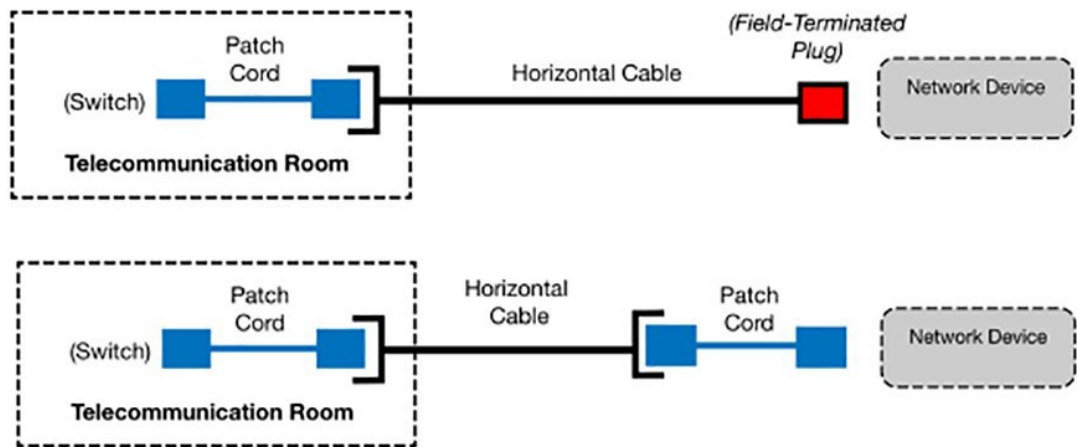 (Field-Terminated
Plug)
Patch
Cord
Horizontal Cable
Network Device
(Switch)
Telecommunication Room
Patch
Cord
Horizontal
Cable
Patch
Cord
Network Device
(Switch)
Telecommunication Room